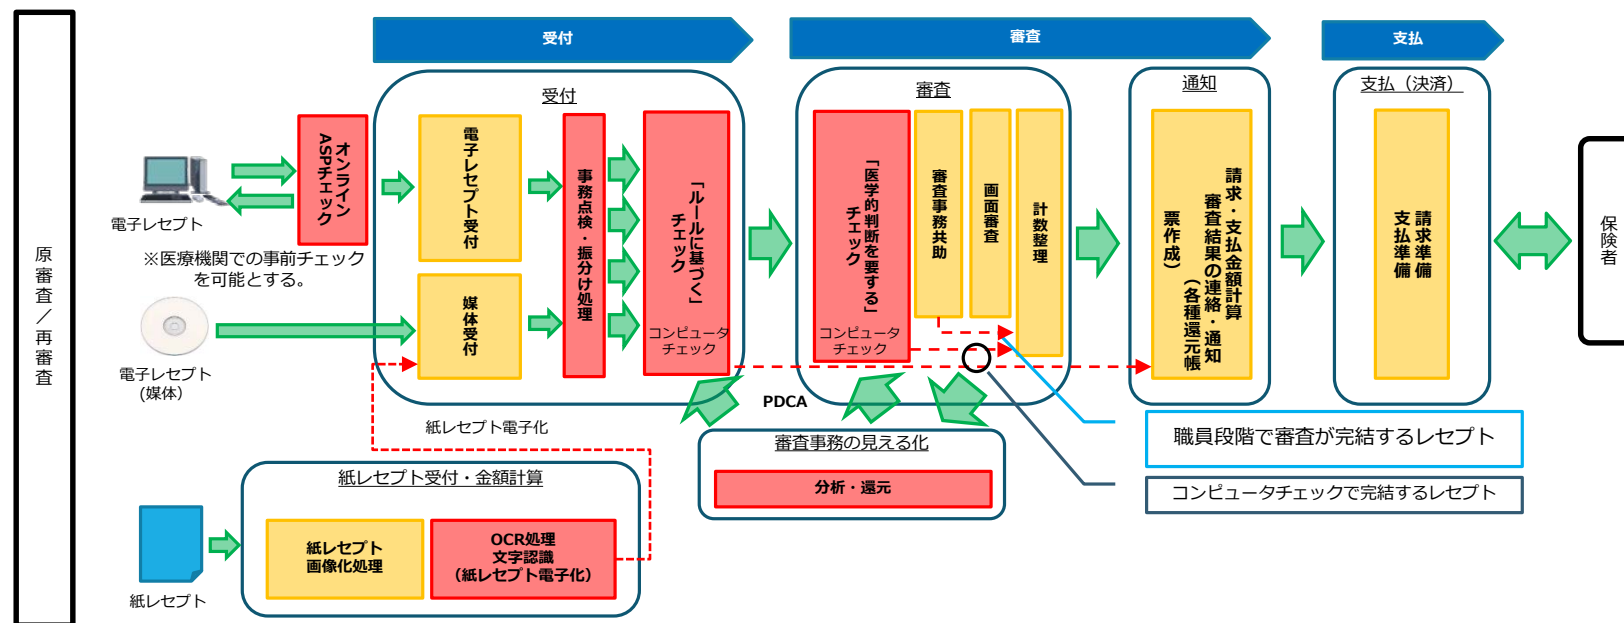 受付
審査
支払
原審査／再審査
受付
審査
通知
支払（決済）
オンライン
ASPチェック
電子レセプト
※医療機関での事前チェック
を可能とする。
電子レセプト
(媒体）
電子レセプト受付
媒体受付
事務点検・振分け処理
「ルールに基づく」
チェック
コンピュータ
チェック
「医学的判断を要する」
チェック
コンピュータ
チェック
審査事務共助
画面審査
計数整理
請求・支払金額計算
審査結果の連絡・通知
（各種還元帳
票作成）
請求準備
支払準備
保険者
PDCA
紙レセプト電子化
審査事務の見える化
分析・還元
職員段階で審査が完結するレセプト
コンピュータチェックで完結するレセプト
紙レセプト受付・金額計算
紙レセプト
画像化処理
OCR処理
文字認識
（紙レセプト電子化）
紙レセプト